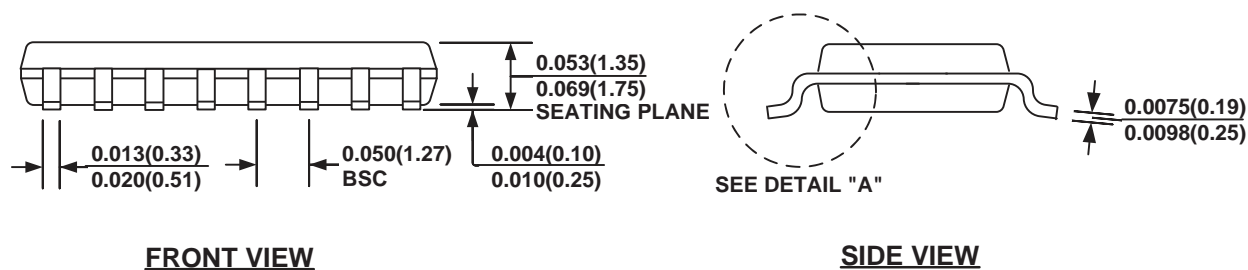 0.053(1.35)
0.069(1.75)
SEATING PLANE
0.013(0.33)
0.020(0.51)
0.050(1.27)
BSC
0.004(0.10)
0.010(0.25)
FRONT VIEW
0.0075(0.19)
0.0098(0.25)
SEE DETAIL "A"
SIDE VIEW